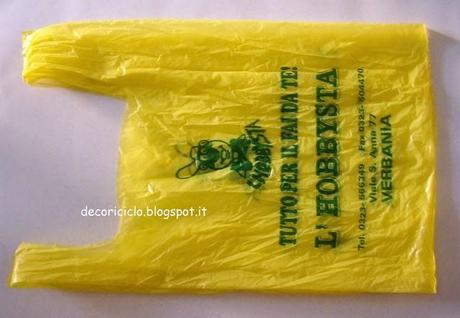 TUTTO PER IL FAI DA TE!
L'HOBBYSTA
Tel. 0323-556349 Fax 0323-504470
Viale S. Anna 77
VERBANIA
decoriciclo.blogspot.it